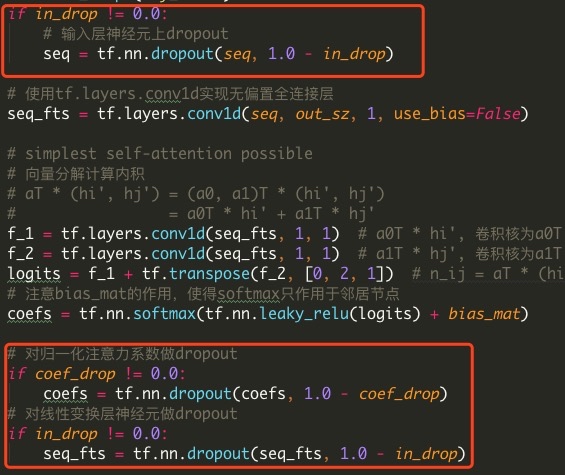 if in_drop != 0.0:
# 输入层神经元上dropout
seq = tf.nn.dropout(seq, 1.0 - in_drop)
# 使用tf.layers.conv1d实现无偏置全连接层
seq_fts = tf.layers.conv1d(seq, out_sz, 1, use_bias=False)
# simplest self-attention possible
# 向量分解计算内积
# aT * (hi', hj') = (a0, a1)T * (hi', hj')
# = a0T * hi' + a1T * hj'
f_1 = tf.layers.conv1d(seq_fts, 1, 1) # a0T * hi', 卷积核为a0T
f_2 = tf.layers.conv1d(seq_fts, 1, 1) # a1T * hj', 卷积核为a1T
logits = f_1 + tf.transpose(f_2, [0, 2, 1]) # n_ij = aT * (hi
# 注意bias_mat的作用, 使得softmax只作用于邻居节点
coefs = tf.nn.softmax(tf.nn.leaky_relu(logits) + bias_mat)
# 对归一化注意力系数做dropout
if coef_drop != 0.0:
coefs = tf.nn.dropout(coefs, 1.0 - coef_drop)
# 对线性变换层神经元做dropout
if in_drop != 0.0:
seq_fts = tf.nn.dropout(seq_fts, 1.0 - in_drop)